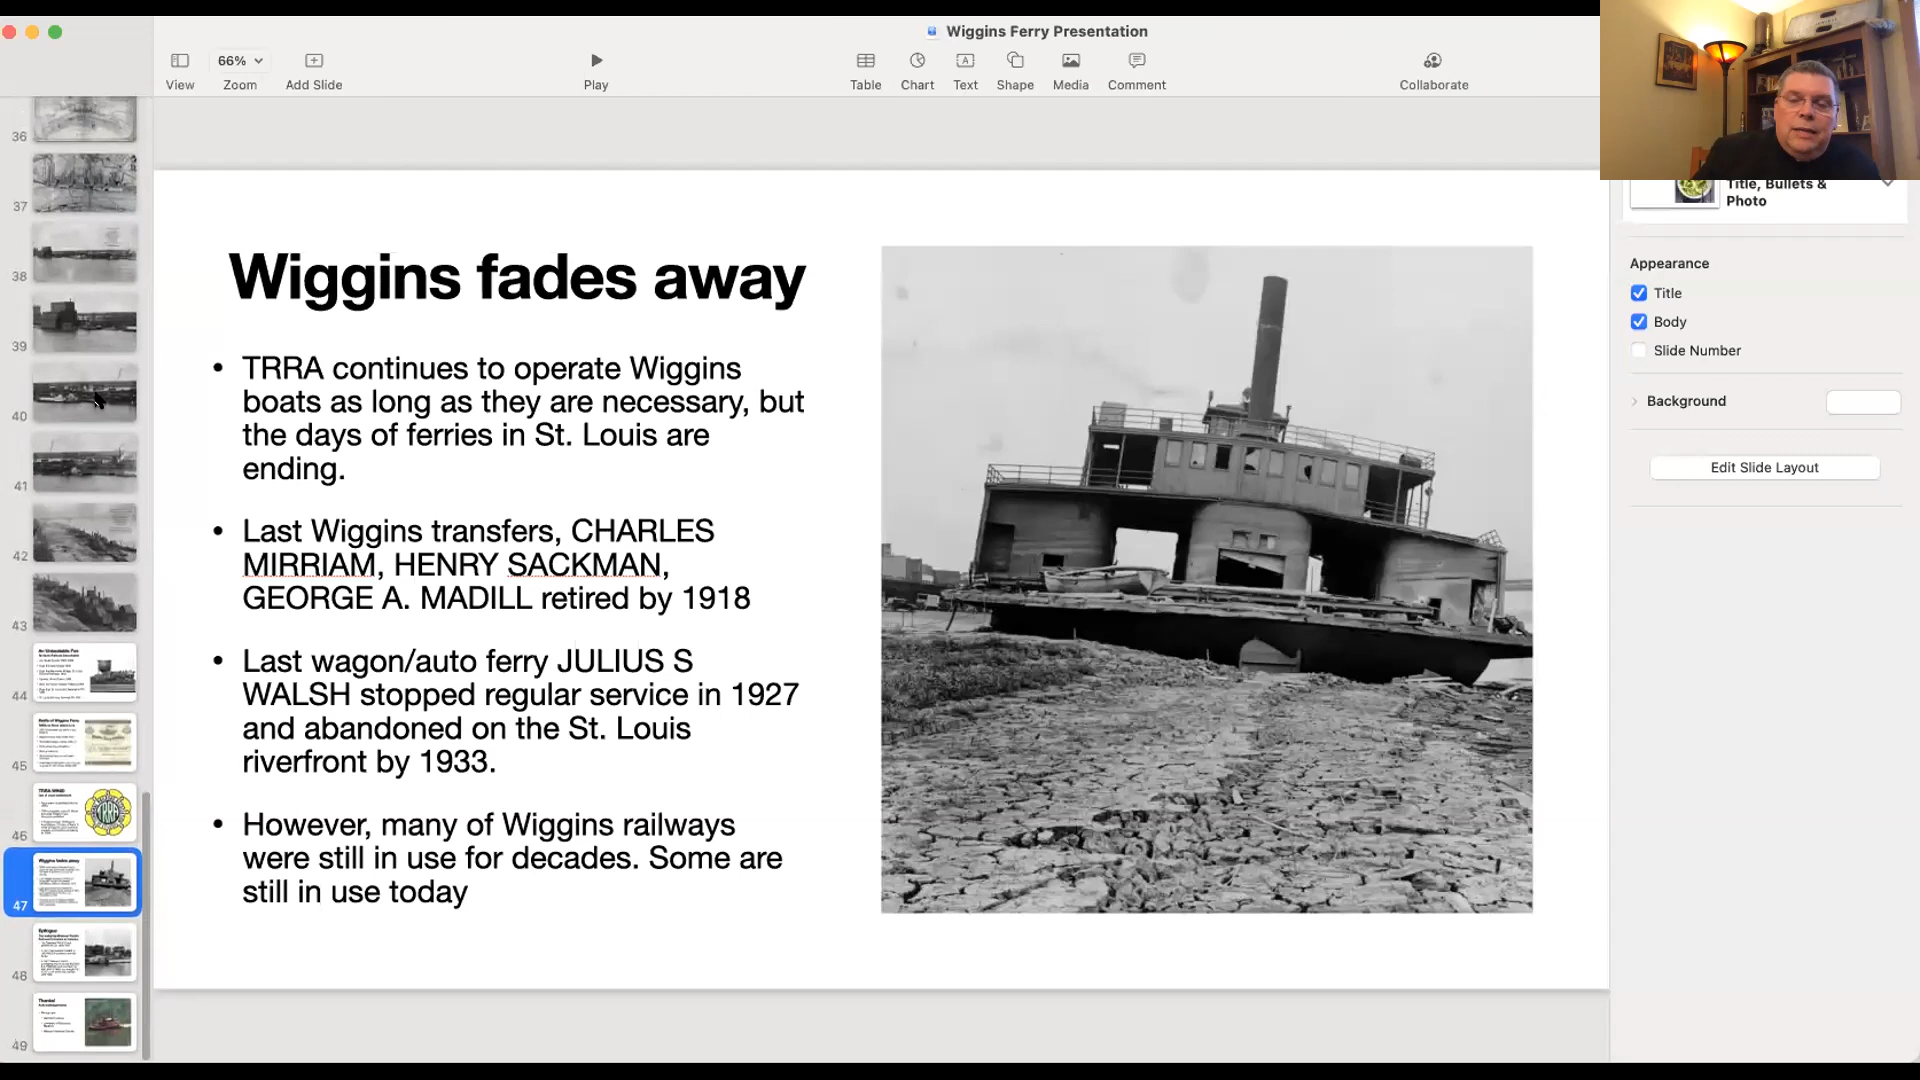 Wiggins Ferry Presentation
View
66%
Zoom
Add Slide
Play
Table
Chart
Text
Shape
Media
Comment
Collaborate
36
37
38
39
40
41
42
43
44
45
46
47
48
49
Wiggins fades away
• TRRA continues to operate Wiggins
boats as long as they are necessary, but
the days of ferries in St. Louis are
ending.
• Last Wiggins transfers, CHARLES
MIRRIAM, HENRY SACKMAN,
GEORGE A. MADILL retired by 1918
• Last wagon/auto ferry JULIUS S
WALSH stopped regular service in 1927
and abandoned on the St. Louis
riverfront by 1933.
• However, many of Wiggins railways
were still in use for decades. Some are
still in use today
Title, Bullets &
Photo
Appearance
Title
Body
Slide Number
Background
Edit Slide Layout